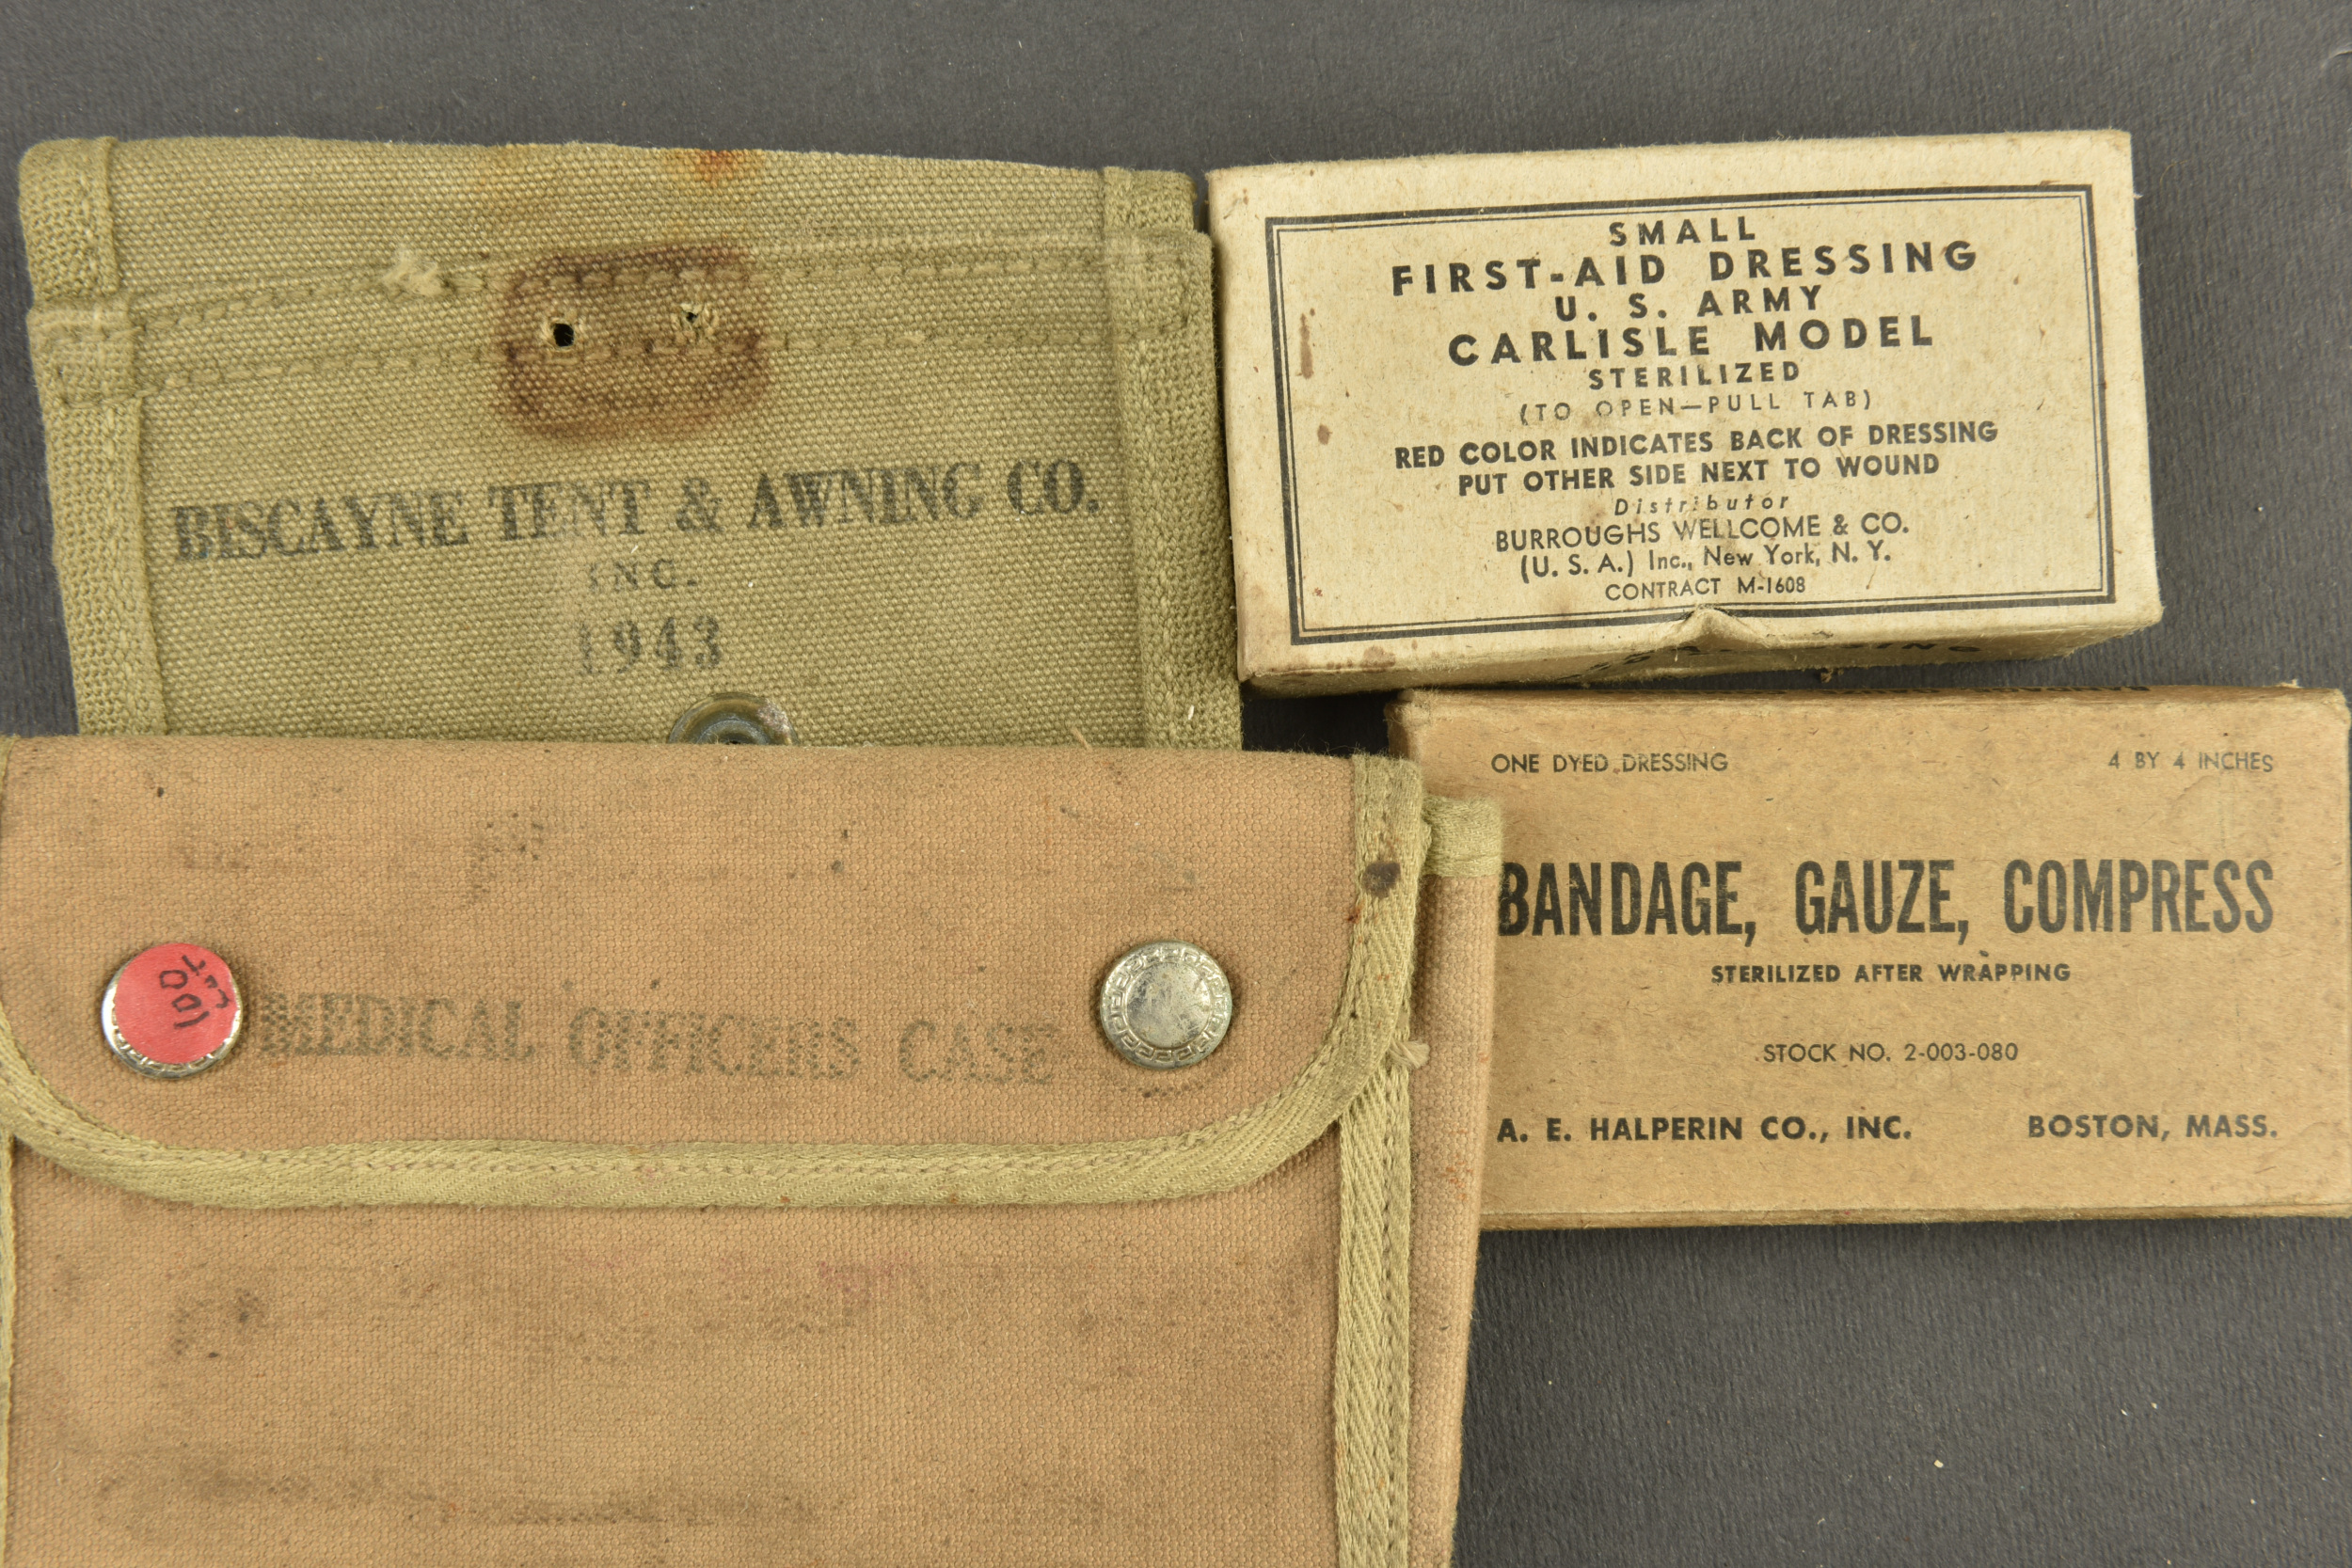 BISCAYNE TENT & AWNING CO.
INC.
1943
SMALL
FIRST-AID DRESSING
U. S. ARMY
CARLISLE MODEL
STERILIZED
(TO OPEN—PULL TAB)
RED COLOR INDICATES BACK OF DRESSING
PUT OTHER SIDE NEXT TO WOUND
Distributor
BURROUGHS WELLCOME & CO.
(U. S. A.) Inc., New York, N. Y.
CONTRACT M-1608
ONE DYED DRESSING 4 BY 4 INCHES
BANDAGE, GAUZE, COMPRESS
STERILIZED AFTER WRAPPING
STOCK NO. 2-003-080
A. E. HALPERIN CO., INC. BOSTON, MASS.
100
MEDICAL OFFICERS CASE